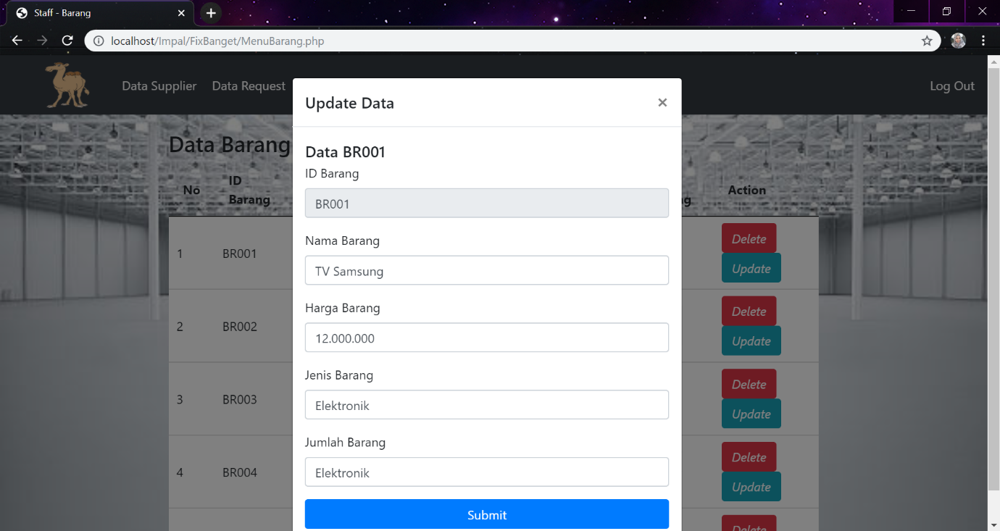 Staff - Barang
localhost/Impal/FixBanget/MenuBarang.php
Data Supplier
Data Request
Log Out
Data Barang
No
ID
Barang
Action
1
BR001
Delete
Update
2
BR002
Delete
Update
3
BR003
Delete
Update
4
BR004
Delete
Update
Delete
Update Data
×
Data BR001
ID Barang
BR001
Nama Barang
TV Samsung
Harga Barang
12.000.000
Jenis Barang
Elektronik
Jumlah Barang
Elektronik
Submit